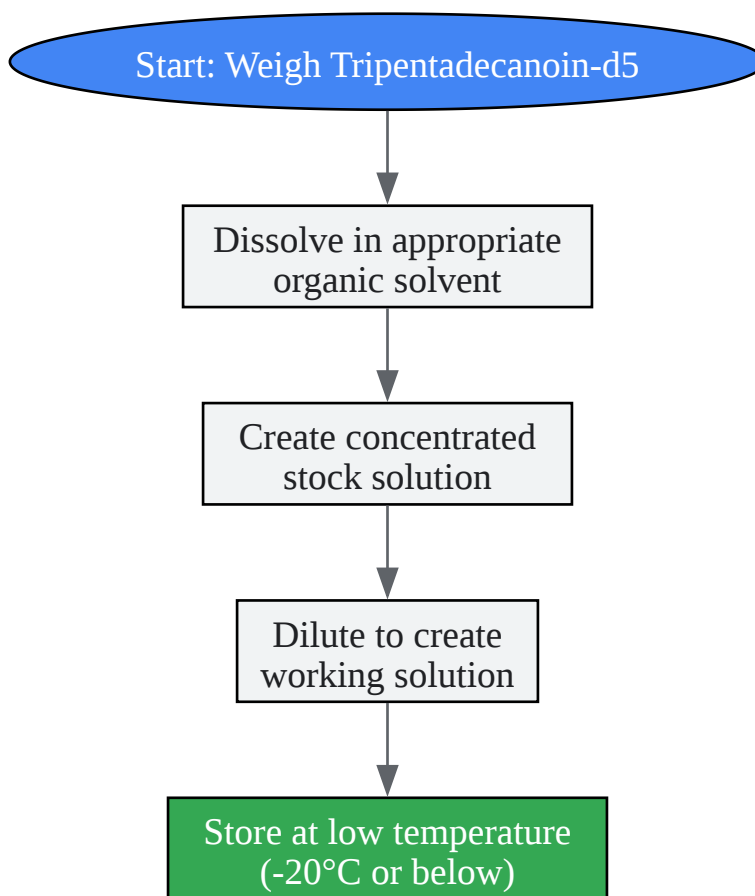 Start: Weigh Tripentadecanoin-d5
Dissolve in appropriate
organic solvent
Create concentrated
stock solution
Dilute to create
working solution
Store at low temperature
(-20°C or below)